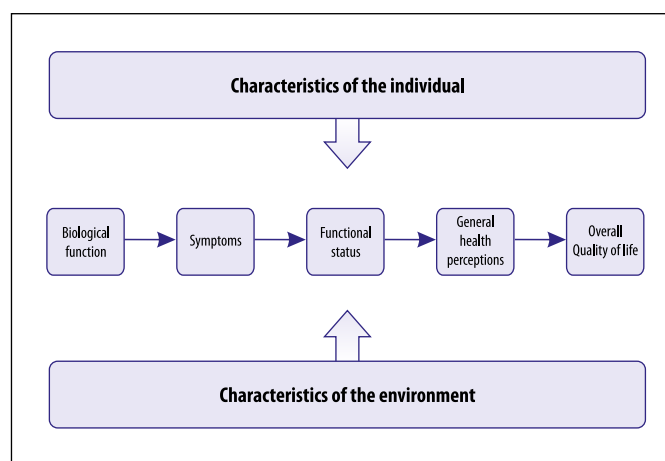 Characteristics of the individual
Biological
function
Symptoms
Functional
status
General
health
perceptions
Overall
Quality of life
Characteristics of the environment